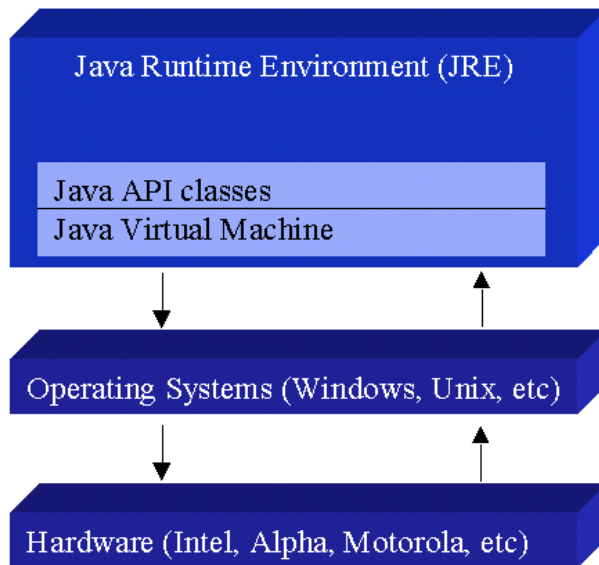 Java Runtime Environment (JRE)
Java API classes
Java Virtual Machine
Operating Systems (Windows, Unix, etc)
Hardware (Intel, Alpha, Motorola, etc)